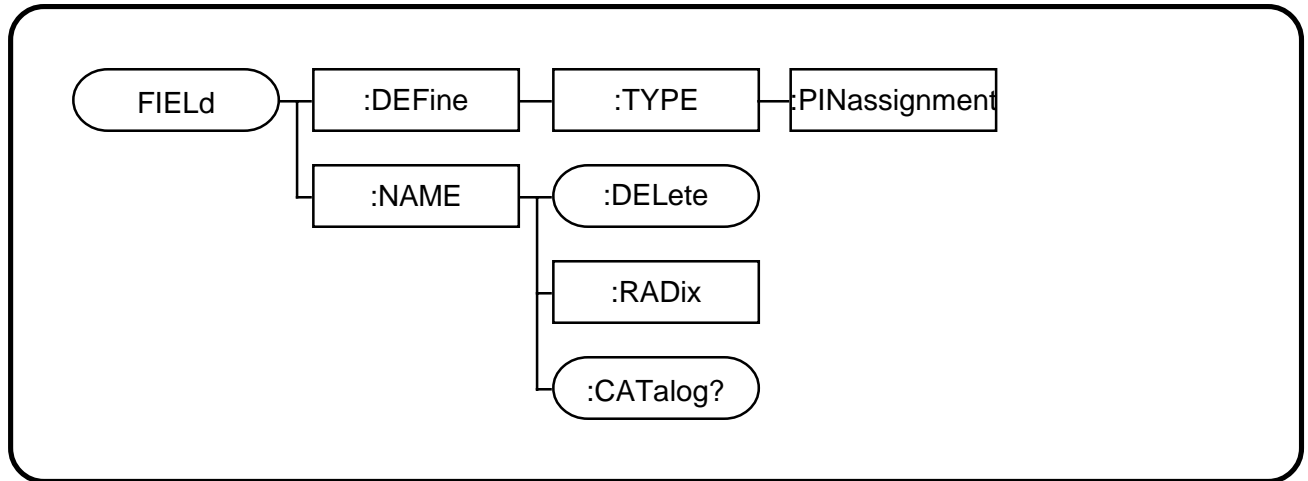 FIELd :DEFine :TYPE :PINassignment
:NAME :DELete
:RADix
:CATalog?